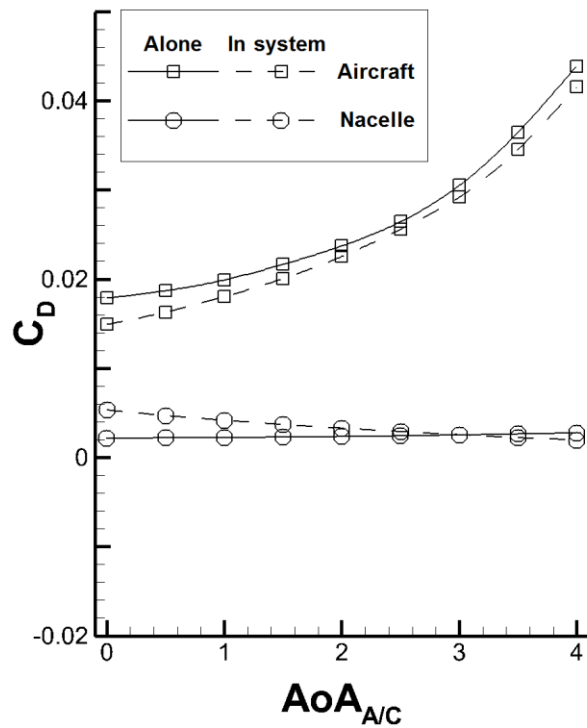 Alone In system
Aircraft
Nacelle
0.04
0.02
0
-0.02
C_D
0 1 2 3 4
AoA_A/C